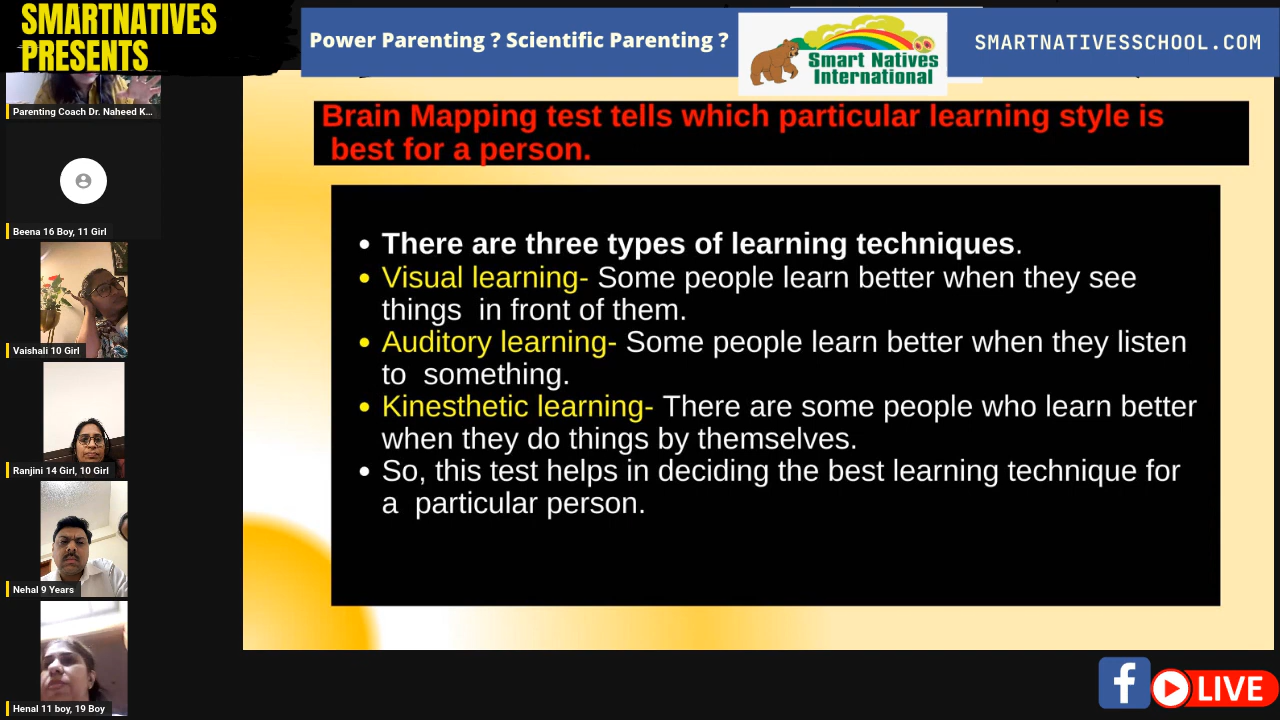 SMARTNATIVES
PRESENTS
Power Parenting ? Scientific Parenting ?
Smart Natives
International
SMARTNATIVESSCHOOL.COM
Parenting Coach Dr. Naheed K...
Beena 16 Boy, 11 Girl
Vaishali 10 Girl
Ranjini 14 Girl, 10 Girl
Nehal 9 Years
Henal 11 boy, 19 Boy
Brain Mapping test tells which particular learning style is
best for a person.
• There are three types of learning techniques.
• Visual learning- Some people learn better when they see
things in front of them.
• Auditory learning- Some people learn better when they listen
to something.
• Kinesthetic learning- There are some people who learn better
when they do things by themselves.
• So, this test helps in deciding the best learning technique for
a particular person.
f
LIVE